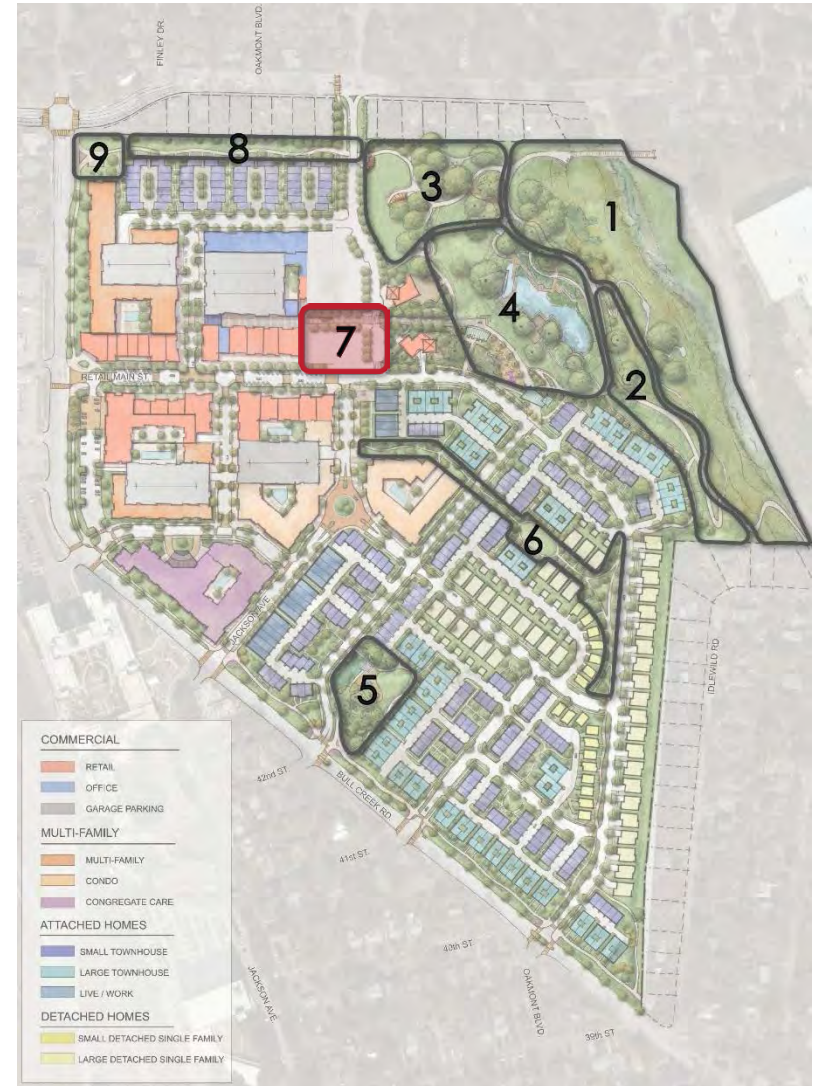 FINLEY DR.
OAKMONT BLVD.
9
8
3
1
4
7
2
RETAIL MAIN ST.
6
5
JACKSON AVE
IDLEWILD RD
42nd ST.
BULL CREEK RD
41st ST.
40th ST.
OAKMONT BLVD
39th ST.
JACKSON AVE
COMMERCIAL
RETAIL
OFFICE
GARAGE PARKING
MULTI-FAMILY
MULTI-FAMILY
CONDO
CONGREGATE CARE
ATTACHED HOMES
SMALL TOWNHOUSE
LARGE TOWNHOUSE
LIVE / WORK
DETACHED HOMES
SMALL DETACHED SINGLE FAMILY
LARGE DETACHED SINGLE FAMILY